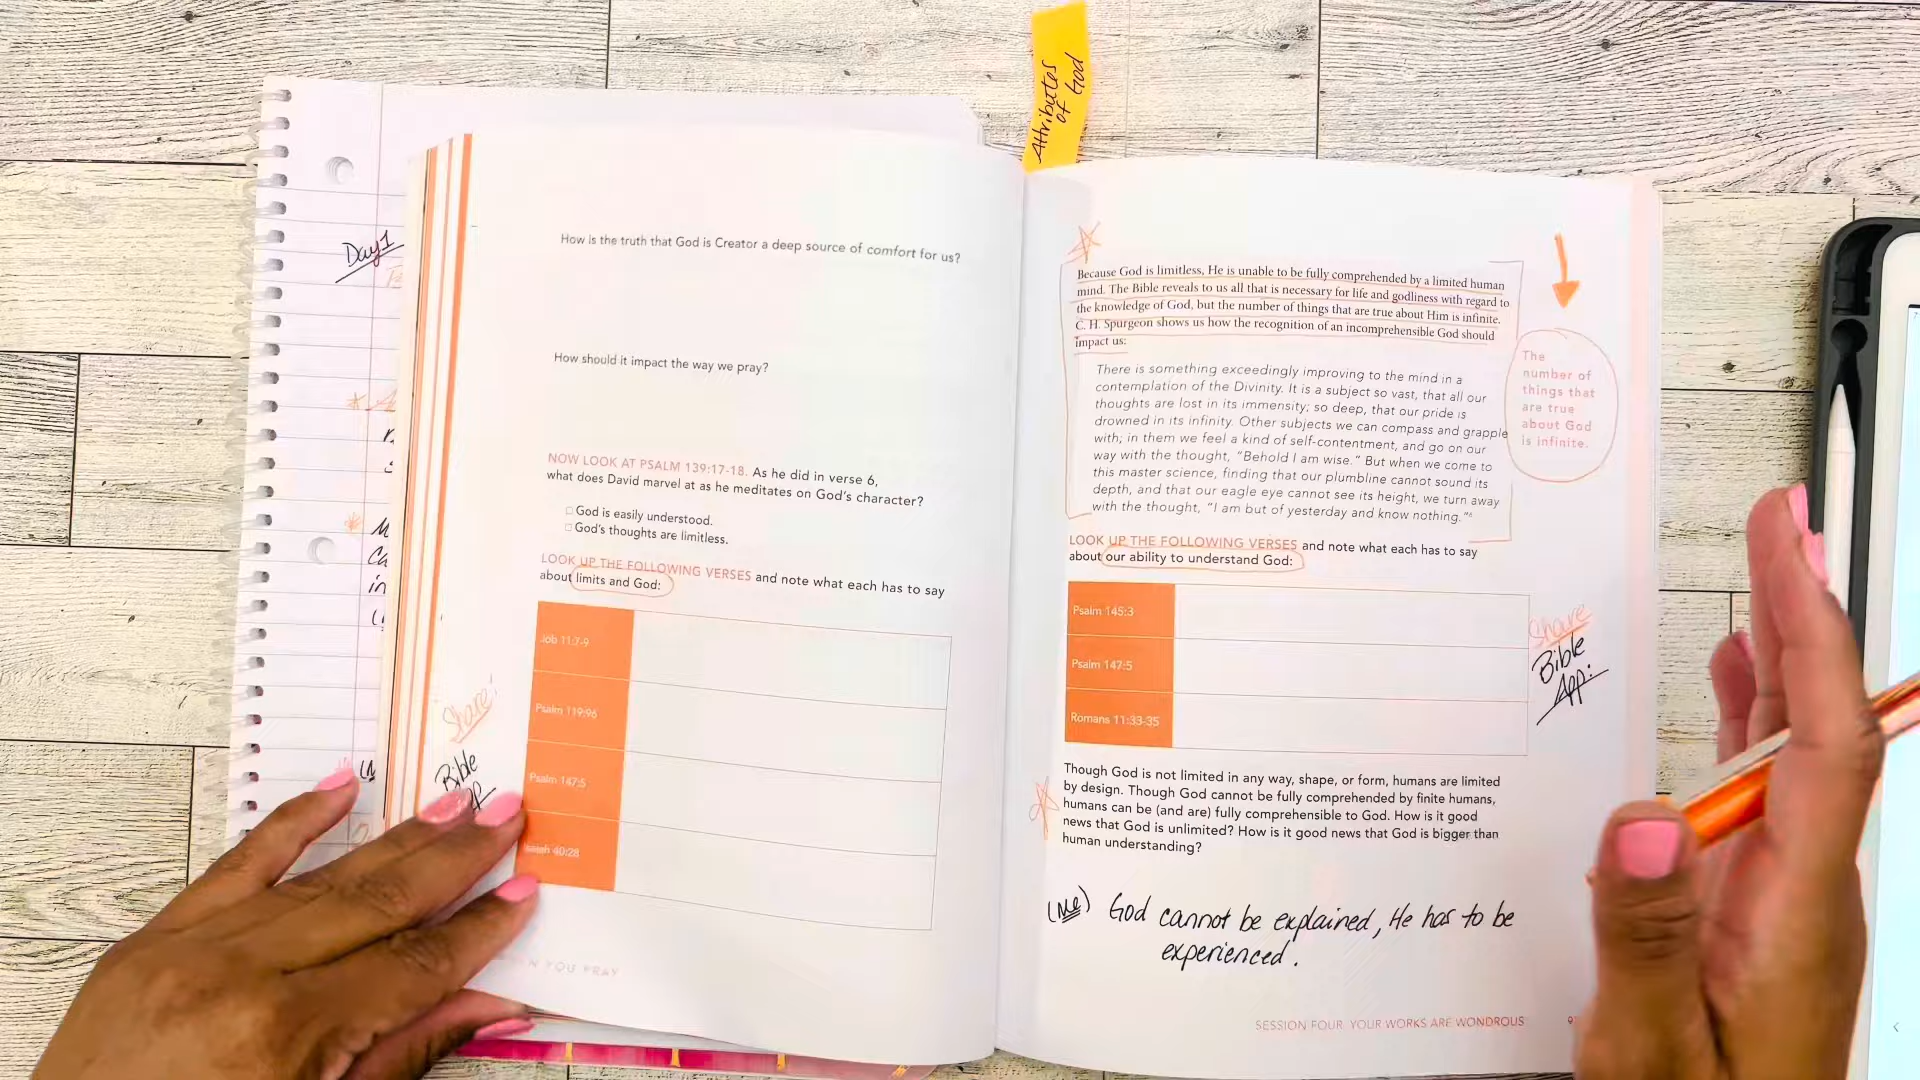 Attributes
of God
Day 1
How is the truth that God is Creator a deep source of comfort for us?
How should it impact the way we pray?
NOW LOOK AT PSALM 139:17-18. As he did in verse 6,
what does David marvel at as he meditates on God's character?
God is easily understood.
God's thoughts are limitless.
LOOK UP THE FOLLOWING VERSES and note what each has to say
about limits and God:
Job 11:7-9
Psalm 119:96
Psalm 147:5
Isaiah 40:28
Share!
Bible
YOU PRAY
Because God is limitless, He is unable to be fully comprehended by a limited human
mind. The Bible reveals to us all that is necessary for life and godliness with regard to
the knowledge of God, but the number of things that are true about Him is infinite.
C. H. Spurgeon shows us how the recognition of an incomprehensible God should
impact us:
There is something exceedingly improving to the mind in a
contemplation of the Divinity. It is a subject so vast, that all our
thoughts are lost in its immensity; so deep, that our pride is
drowned in its infinity. Other subjects we can compass and grapple
with; in them we feel a kind of self-contentment, and go on our
way with the thought, "Behold I am wise." But when we come to
this master science, finding that our plumbline cannot sound its
depth, and that our eagle eye cannot see its height, we turn away
with the thought, "I am but of yesterday and know nothing."
The
number of
things that
are true
about God
is infinite.
LOOK UP THE FOLLOWING VERSES and note what each has to say
about our ability to understand God:
Psalm 145:3
Psalm 147:5
Romans 11:33-35
Share
Bible
App:
Though God is not limited in any way, shape, or form, humans are limited
by design. Though God cannot be fully comprehended by finite humans,
humans can be (and are) fully comprehensible to God. How is it good
news that God is unlimited? How is it good news that God is bigger than
human understanding?
(Me) God cannot be explained, He has to be
experienced.
SESSION FOUR: YOUR WORKS ARE WONDROUS